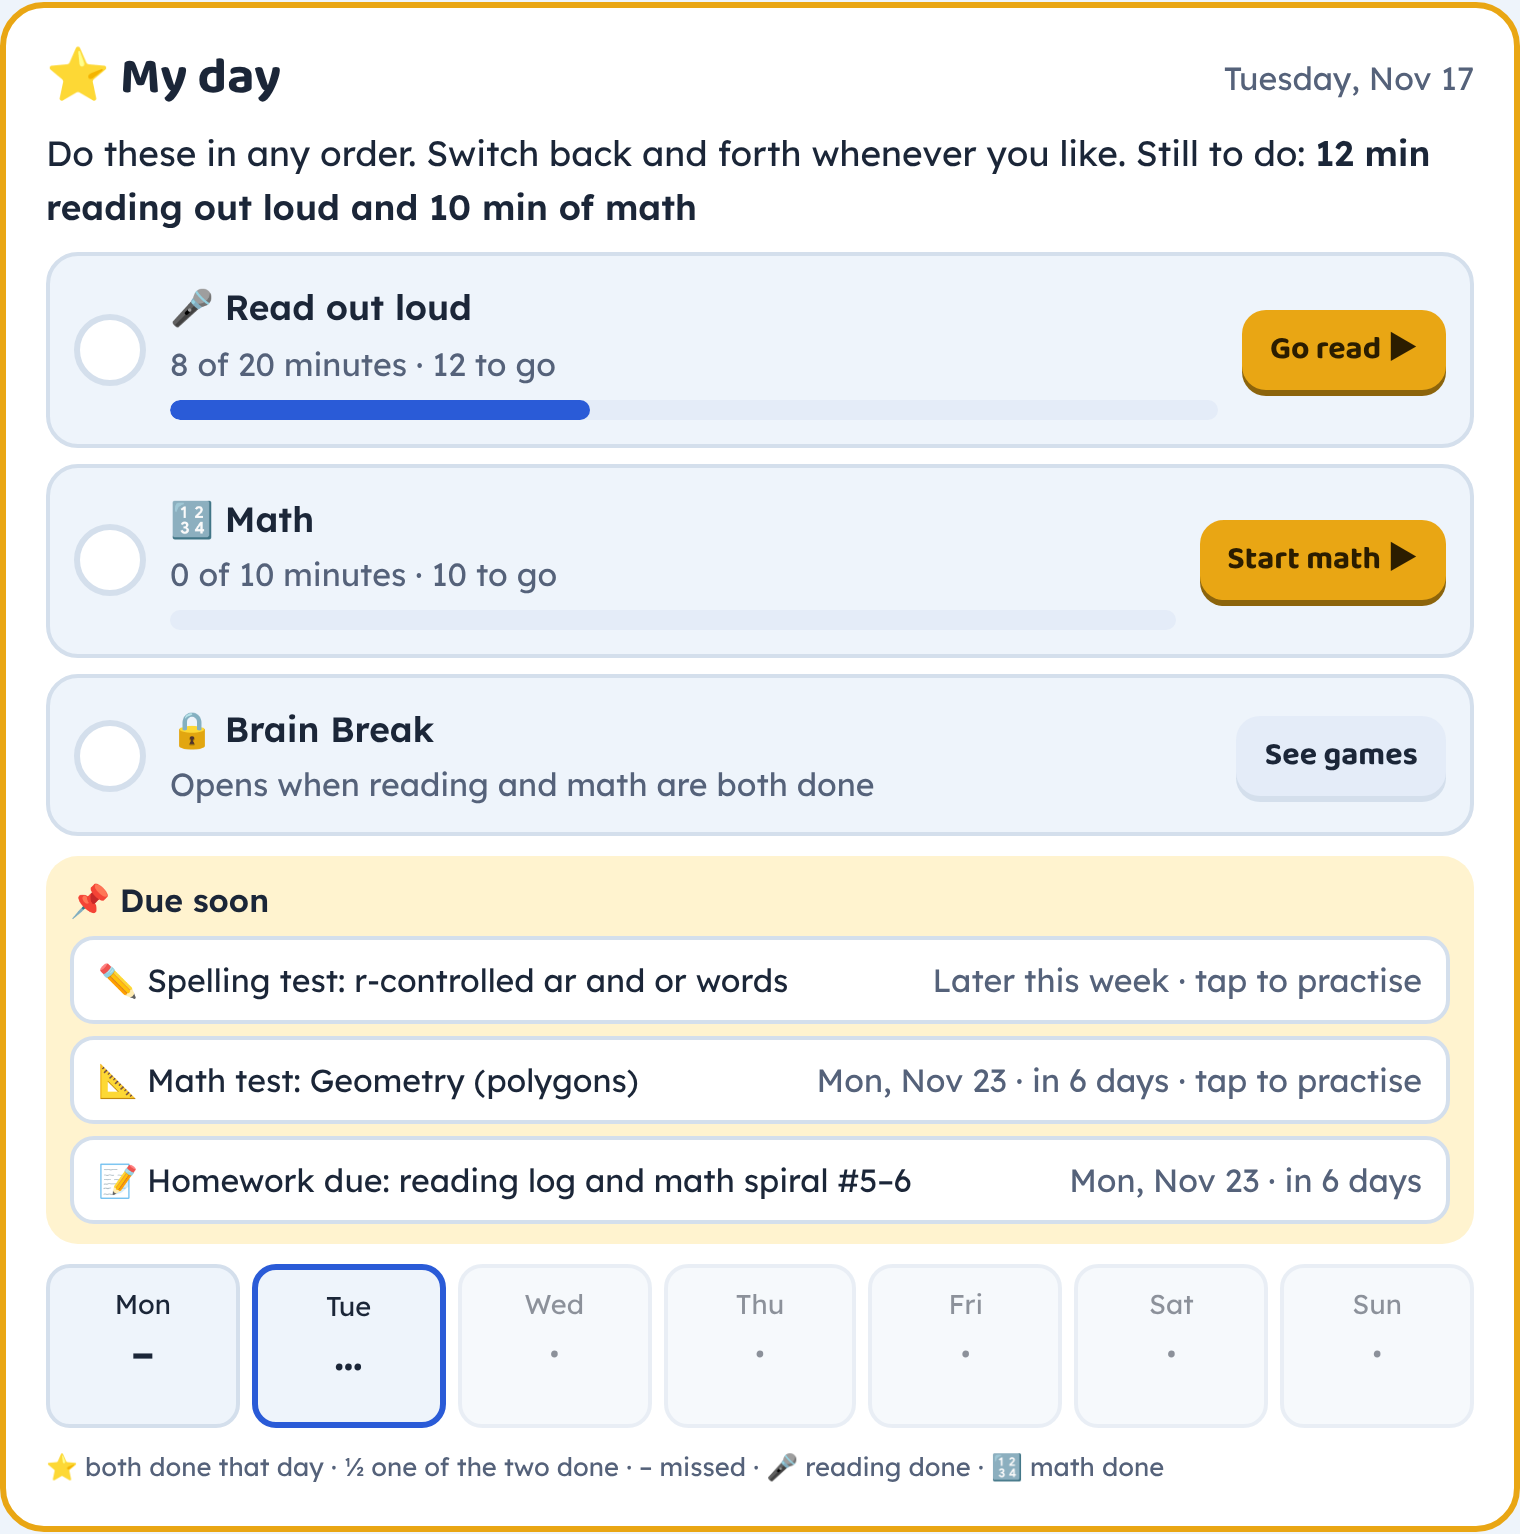 ⭐ My day
Tuesday, Nov 17
Do these in any order. Switch back and forth whenever you like. Still to do: 12 min
reading out loud and 10 min of math
🎤 Read out loud
8 of 20 minutes · 12 to go
Go read ▶
🔢 Math
0 of 10 minutes · 10 to go
Start math ▶
🔒 Brain Break
Opens when reading and math are both done
See games
📌 Due soon
✏️ Spelling test: r-controlled ar and or words
Later this week · tap to practise
📐 Math test: Geometry (polygons)
Mon, Nov 23 · in 6 days · tap to practise
📝 Homework due: reading log and math spiral #5–6
Mon, Nov 23 · in 6 days
Mon Tue Wed Thu Fri Sat Sun
– … · · · · ·
⭐ both done that day · ½ one of the two done · – missed · 🎤 reading done · 🔢 math done